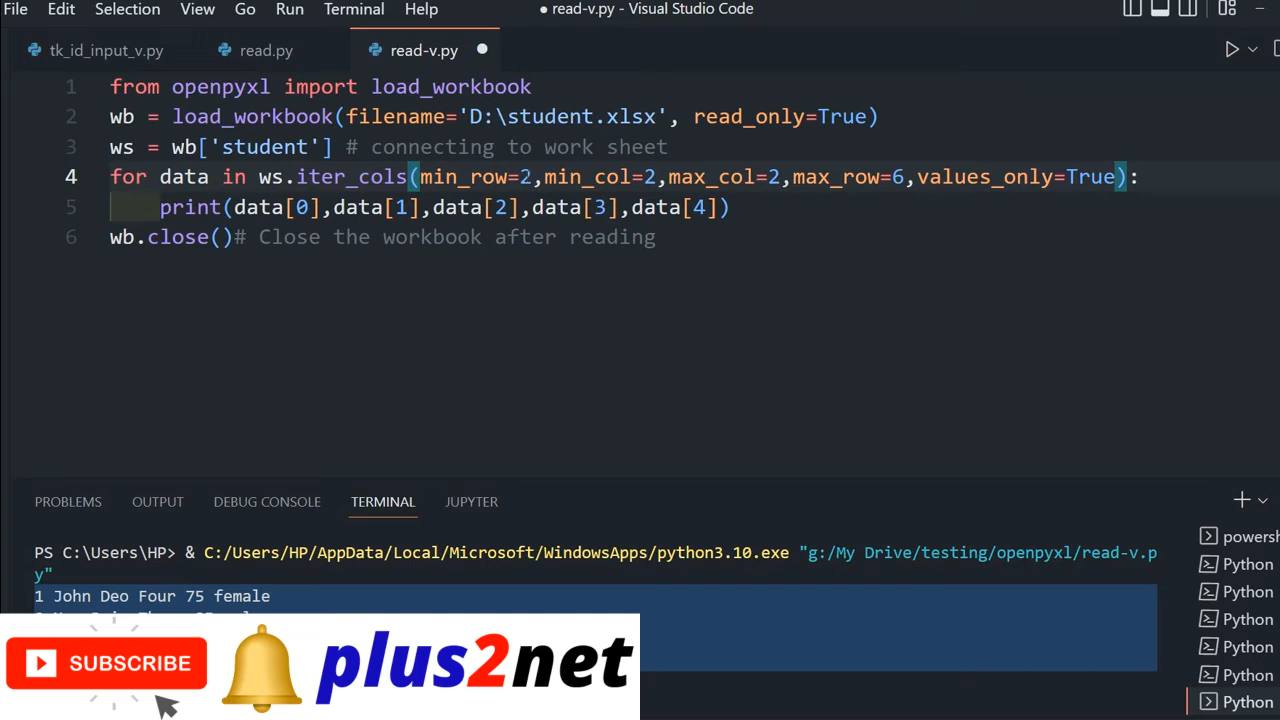 File Edit Selection View Go Run Terminal Help ● read-v.py - Visual Studio Code
tk_id_input_v.py read.py read-v.py
1 from openpyxl import load_workbook
2 wb = load_workbook(filename='D:\student.xlsx', read_only=True)
3 ws = wb['student'] # connecting to work sheet
4 for data in ws.iter_cols(min_row=2,min_col=2,max_col=2,max_row=6,values_only=True):
5 print(data[0],data[1],data[2],data[3],data[4])
6 wb.close()# Close the workbook after reading
PROBLEMS OUTPUT DEBUG CONSOLE TERMINAL JUPYTER
PS C:\Users\HP> & C:/Users/HP/AppData/Local/Microsoft/WindowsApps/python3.10.exe "g:/My Drive/testing/openpyxl/read-v.p
y"
1 John Deo Four 75 female
powersh
Python
Python
Python
Python
Python
Python
SUBSCRIBE
plus2net